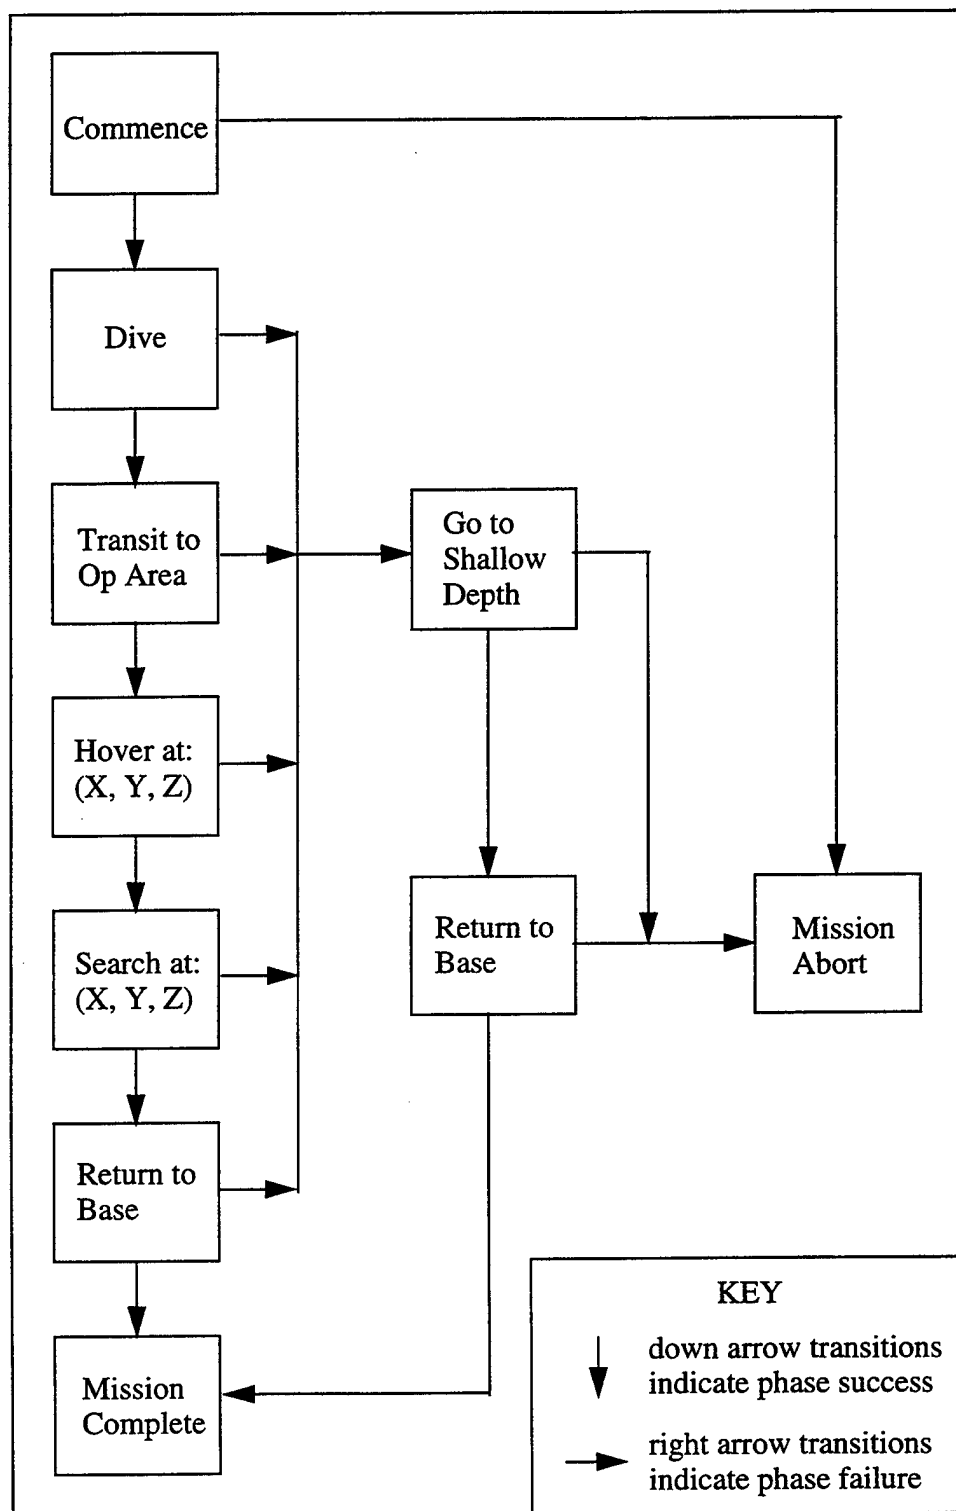 Commence
Dive
Transit to
Op Area
Go to
Shallow
Depth
Hover at:
(X, Y, Z)
Search at:
(X, Y, Z)
Return to
Base
Mission
Abort
Return to
Base
Mission
Complete
KEY
down arrow transitions
indicate phase success
right arrow transitions
indicate phase failure